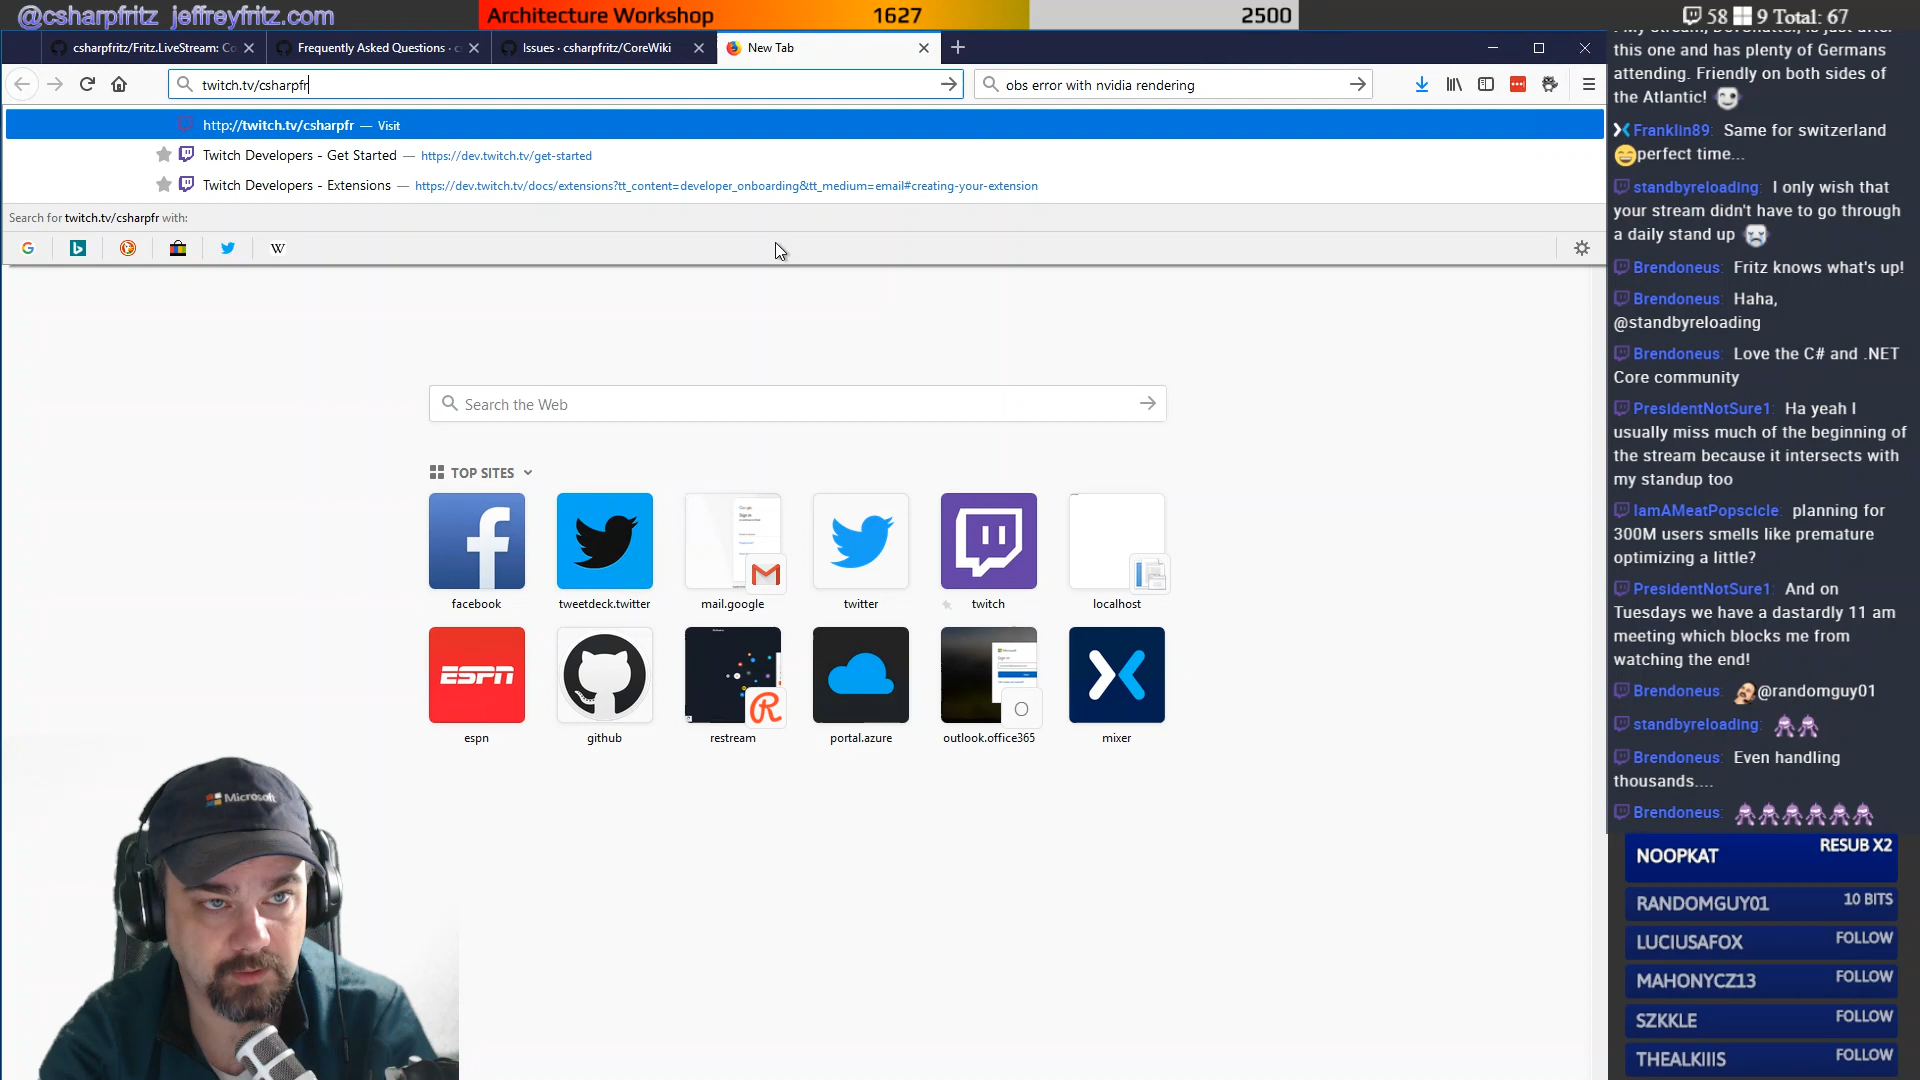 @csharpfritz jeffreyfritz.com
Architecture Workshop 1627 2500
58 9 Total: 67
csharpfritz/Fritz.LiveStream: Co
Frequently Asked Questions · cs
Issues · csharpfritz/CoreWiki
New Tab
twitch.tv/csharpfr
obs error with nvidia rendering
http://twitch.tv/csharpfr — Visit
Twitch Developers - Get Started — https://dev.twitch.tv/get-started
Twitch Developers - Extensions — https://dev.twitch.tv/docs/extensions?tt_content=developer_onboarding&tt_medium=email#creating-your-extension
Search for twitch.tv/csharpfr with:
Search the Web
TOP SITES
facebook
tweetdeck.twitter
mail.google
twitter
twitch
localhost
ESPN
espn
github
restream
portal.azure
outlook.office365
mixer
Microsoft
this one and has plenty of Germans
attending. Friendly on both sides of
the Atlantic!
Franklin89: Same for switzerland
perfect time...
standbyreloading: I only wish that
your stream didn't have to go through
a daily stand up
Brendoneus: Fritz knows what's up!
Brendoneus: Haha,
@standbyreloading
Brendoneus: Love the C# and .NET
Core community
PresidentNotSure1: Ha yeah I
usually miss much of the beginning of
the stream because it intersects with
my standup too
IamAMeatPopscicle: planning for
300M users smells like premature
optimizing a little?
PresidentNotSure1: And on
Tuesdays we have a dastardly 11 am
meeting which blocks me from
watching the end!
Brendoneus: @randomguy01
standbyreloading:
Brendoneus: Even handling
thousands....
Brendoneus:
NOOPKAT RESUB X2
RANDOMGUY01 10 BITS
LUCIUSAFOX FOLLOW
MAHONYCZ13 FOLLOW
SZKKLE FOLLOW
THEALKIIIS FOLLOW